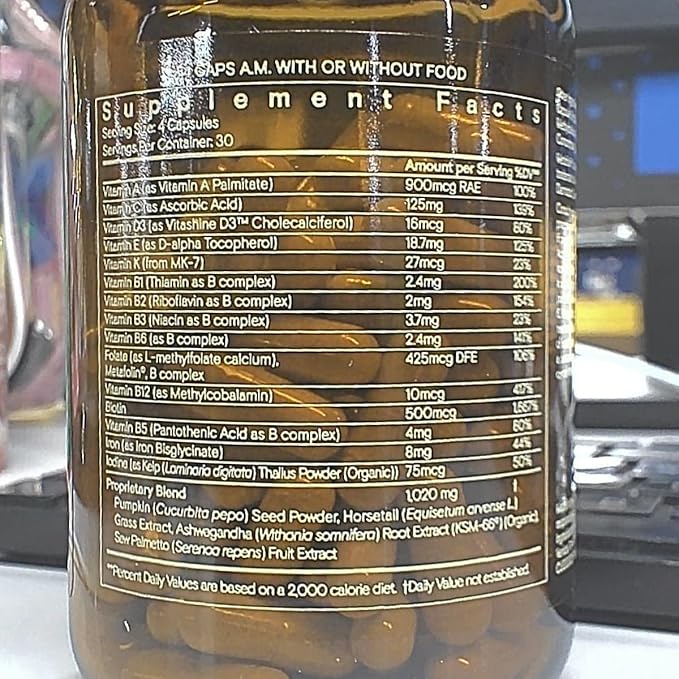 CAPS A.M. WITH OR WITHOUT FOOD
Supplement Facts
Serving Size: 4 Capsules
Servings Per Container: 30
Amount per Serving %DV**
Vitamin A (as Vitamin A Palmitate) 900mcg RAE 100%
Vitamin C (as Ascorbic Acid) 125mg 139%
Vitamin D3 (as Vitashine D3™ Cholecalciferol) 16mcg 80%
Vitamin E (as D-alpha Tocopherol) 18.7mg 125%
Vitamin K (from MK-7) 27mcg 23%
Vitamin B1 (Thiamin as B complex) 2.4mg 200%
Vitamin B2 (Riboflavin as B complex) 2mg 154%
Vitamin B3 (Niacin as B complex) 3.7mg 23%
Vitamin B6 (as B complex) 2.4mg 141%
Folate (as L-methylfolate calcium), 425mcg DFE 106%
Metafolin®, B complex
Vitamin B12 (as Methylcobalamin) 10mcg 417%
Biotin 500mcg 1,667%
Vitamin B5 (Pantothenic Acid as B complex) 4mg 80%
Iron (as Iron Bisglycinate) 8mg 44%
Iodine (as Kelp (Laminaria digitata) Thallus Powder (Organic)) 75mcg 50%
Proprietary Blend 1,020 mg †
Pumpkin (Cucurbita pepo) Seed Powder, Horsetail (Equisetum arvense L.)
Grass Extract, Ashwagandha (Withania somnifera) Root Extract (KSM-66®) (Organic),
Saw Palmetto (Serenoa repens) Fruit Extract
**Percent Daily Values are based on a 2,000 calorie diet. †Daily Value not established.